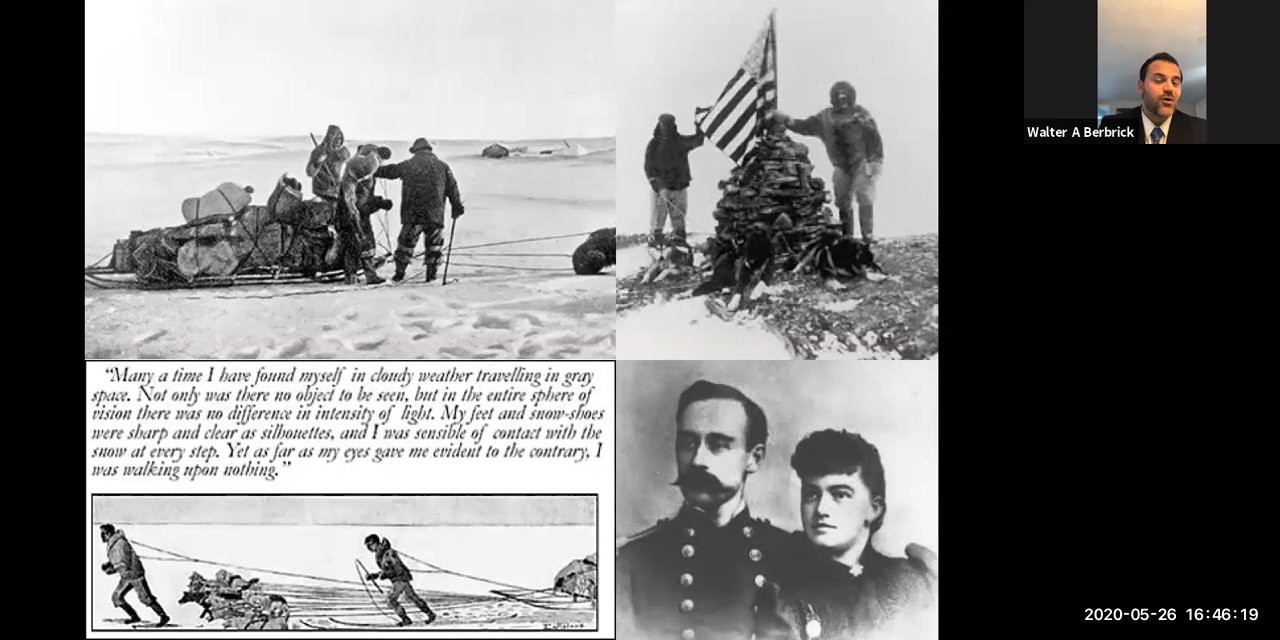 Walter A Berbrick
“Many a time I have found myself in cloudy weather travelling in gray
space. Not only was there no object to be seen, but in the entire sphere of
vision there was no difference in intensity of light. My feet and snow-shoes
were sharp and clear as silhouettes, and I was sensible of contact with the
snow at every step. Yet as far as my eyes gave me evident to the contrary, I
was walking upon nothing.”
2020-05-26 16:46:19